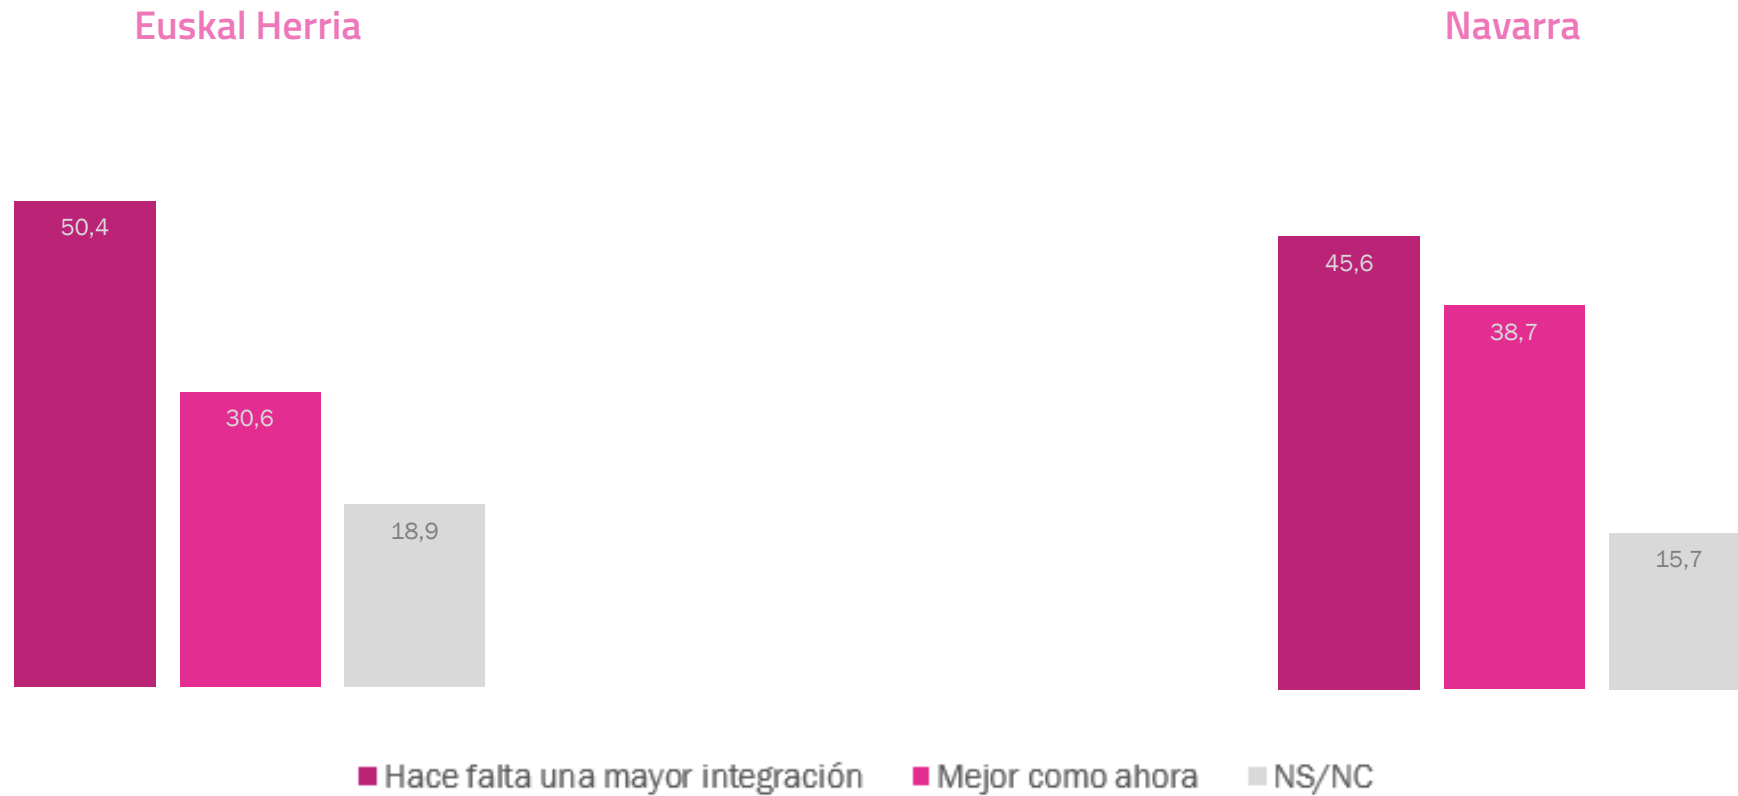 Euskal Herria
Navarra
50,4
30,6
18,9
45,6
38,7
15,7
Hace falta una mayor integración
Mejor como ahora
NS/NC